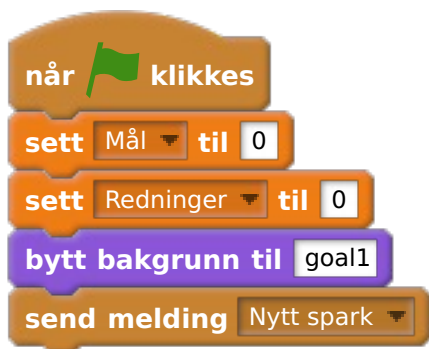 når klikkes
sett Mål til 0
sett Redninger til 0
bytt bakgrunn til goal1
send melding Nytt spark